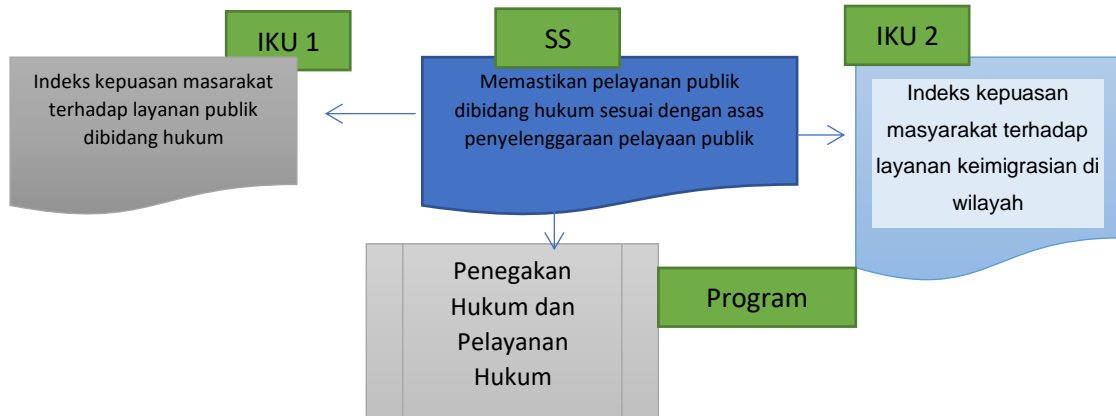 IKU 1
Indeks kepuasan masarakat
terhadap layanan publik
dibidang hukum
SS
Memastikan pelayanan publik
dibidang hukum sesuai dengan asas
penyelenggaraan pelayaan publik
IKU 2
Indeks kepuasan
masyarakat terhadap
layanan keimigrasian di
wilayah
Penegakan
Hukum dan
Pelayanan
Hukum
Program